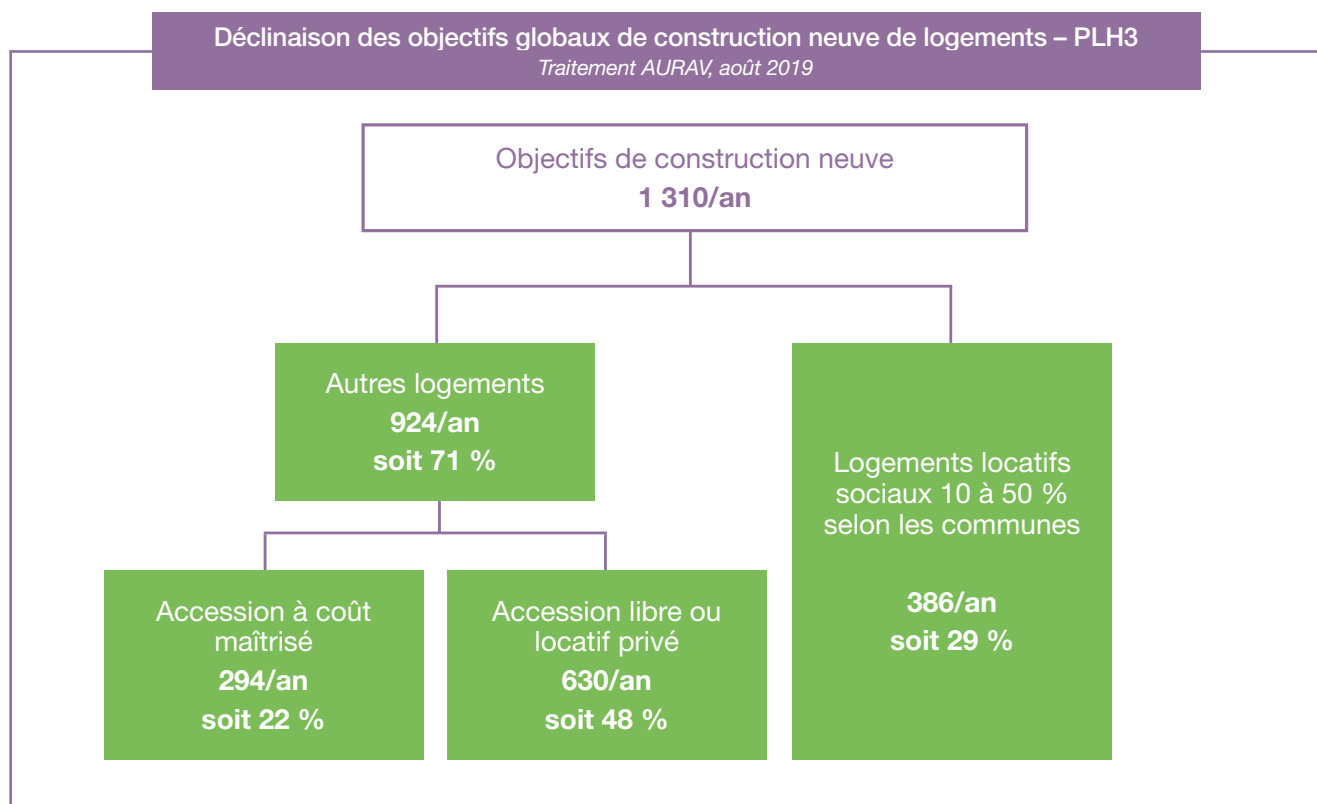 Déclinaison des objectifs globaux de construction neuve de logements – PLH3
Traitement AURAV, août 2019
Objectifs de construction neuve
1 310/an
Autres logements
924/an
soit 71 %
Logements locatifs
sociaux 10 à 50 %
selon les communes
386/an
soit 29 %
Accession à coût
maîtrisé
294/an
soit 22 %
Accession libre ou
locatif privé
630/an
soit 48 %